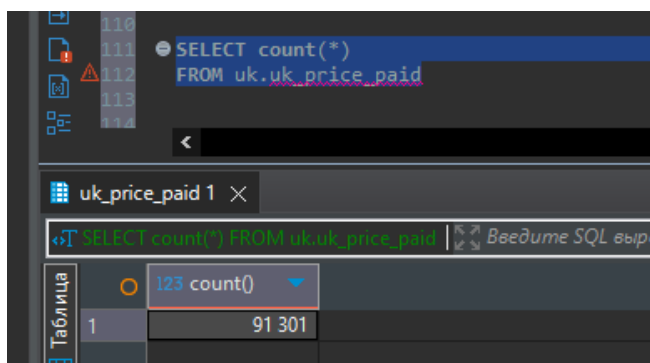 110
111 SELECT count(*)
112 FROM uk.uk_price_paid
113
114
uk_price_paid 1
SELECT count(*) FROM uk.uk_price_paid Введите SQL выр
Таблица
123 count()
1 91 301